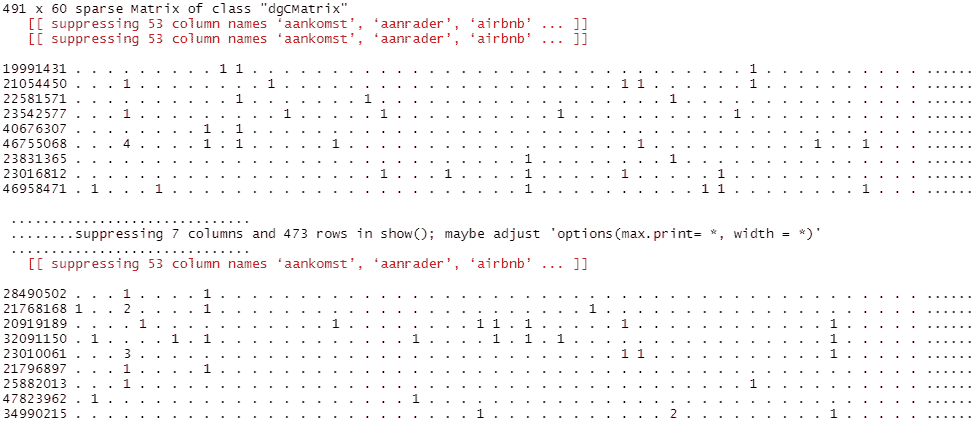 491 x 60 sparse Matrix of class "dgCMatrix"
[[ suppressing 53 column names ‘aankomst’, ‘aanrader’, ‘airbnb’ ... ]]
[[ suppressing 53 column names ‘aankomst’, ‘aanrader’, ‘airbnb’ ... ]]
19991431 . . . . . . . . . 1 1 . . . . . . . . . . . . . . . . . . . . . . . . . . . . . . . 1 . . . . . . . . . . ......
21054450 . . . 1 . . . . . . . . 1 . . . . . . . . . . . . . . . . . . . . . 1 1 . . . . . . 1 . . . . . . . . . . ......
22581571 . . . . . . . . . . 1 . . . . . . . 1 . . . . . . . . . . . . . . . . . . 1 . . . . . . . . . . . . . . . ......
23542577 . . . 1 . . . . . . . . . 1 . . . . . 1 . . . . . . . . . . 1 . . . . . . . . . . 1 . . . . . . . . . . . ......
40676307 . . . . . . . . 1 . 1 . . . . . . . . . . . . . . . . . . . . . . . . . . . . . . . . . . . . . . . . . . ......
46755068 . . . 4 . . . . 1 . 1 . . . . . 1 . . . . . . . . . . . . . . . . . . 1 . . . . . . . . . . 1 . . 1 . . . ......
23831365 . . . . . . . . . . . . . . . . . . . . . . . . . . . . 1 . . . . . . . . 1 . . . . . . . . . . . . . . . ......
23016812 . . . . . . . . . . . . . . . . . . . 1 . . . 1 . . . . 1 . . . . . 1 . . . . . 1 . . . . . . . . . . . . ......
46958471 . 1 . . . 1 . . . . . . . . . . . . . . . . . . . . . . 1 . . . . . . . . . . 1 1 . . . . . . . . 1 . . . ......
..............................
........suppressing 7 columns and 473 rows in show(); maybe adjust 'options(max.print= *, width = *)'
..............................
[[ suppressing 53 column names ‘aankomst’, ‘aanrader’, ‘airbnb’ ... ]]
28490502 . . . 1 . . . . 1 . . . . . . . . . . . . . . . . . . . . . . . . . . . . . . . . . . . . . . . . . . . . ......
21768168 1 . . 2 . . . . 1 . . . . . . . . . . . . . . . . . . . . . . . 1 . . . . . . . . . . . . . . . . . . . . ......
20919189 . . . . 1 . . . . . . . . . . . 1 . . . . . . . . 1 1 . 1 . . . . . 1 . . . . . . . . . . . . 1 . . . . . ......
32091150 . 1 . . . . 1 . 1 . . . . . . . . . . . . 1 . . . . 1 . 1 . 1 . . . . . . . . . . . . . . . . 1 . . . . . ......
23010061 . . . 3 . . . . . . . . . . . . . . . . . . . . . . . . . . . . . . 1 1 . . . . . . . . . . . 1 . . . . . ......
21796897 . . . 1 . . . . 1 . . . . . . . . . . . . . . . . . . . . . . . . . . . . . . . . . . . . . . . . . . . . ......
25882013 . . . 1 . . . . . . . . . . . . . . . . . . . . . . . . . . . . . . . . . . . . . . 1 . . . . . . . . . . ......
47823962 . 1 . . . . . . . . . . . . . . . . . . . 1 . . . . . . . . . . . . . . . . . . . . . . . . . . . . . . . ......
34990215 . . . . . . . . . . . . . . . . . . . . . . . . . 1 . . . . . . . . . . . 2 . . . . . . . . . 1 . . . . . ......